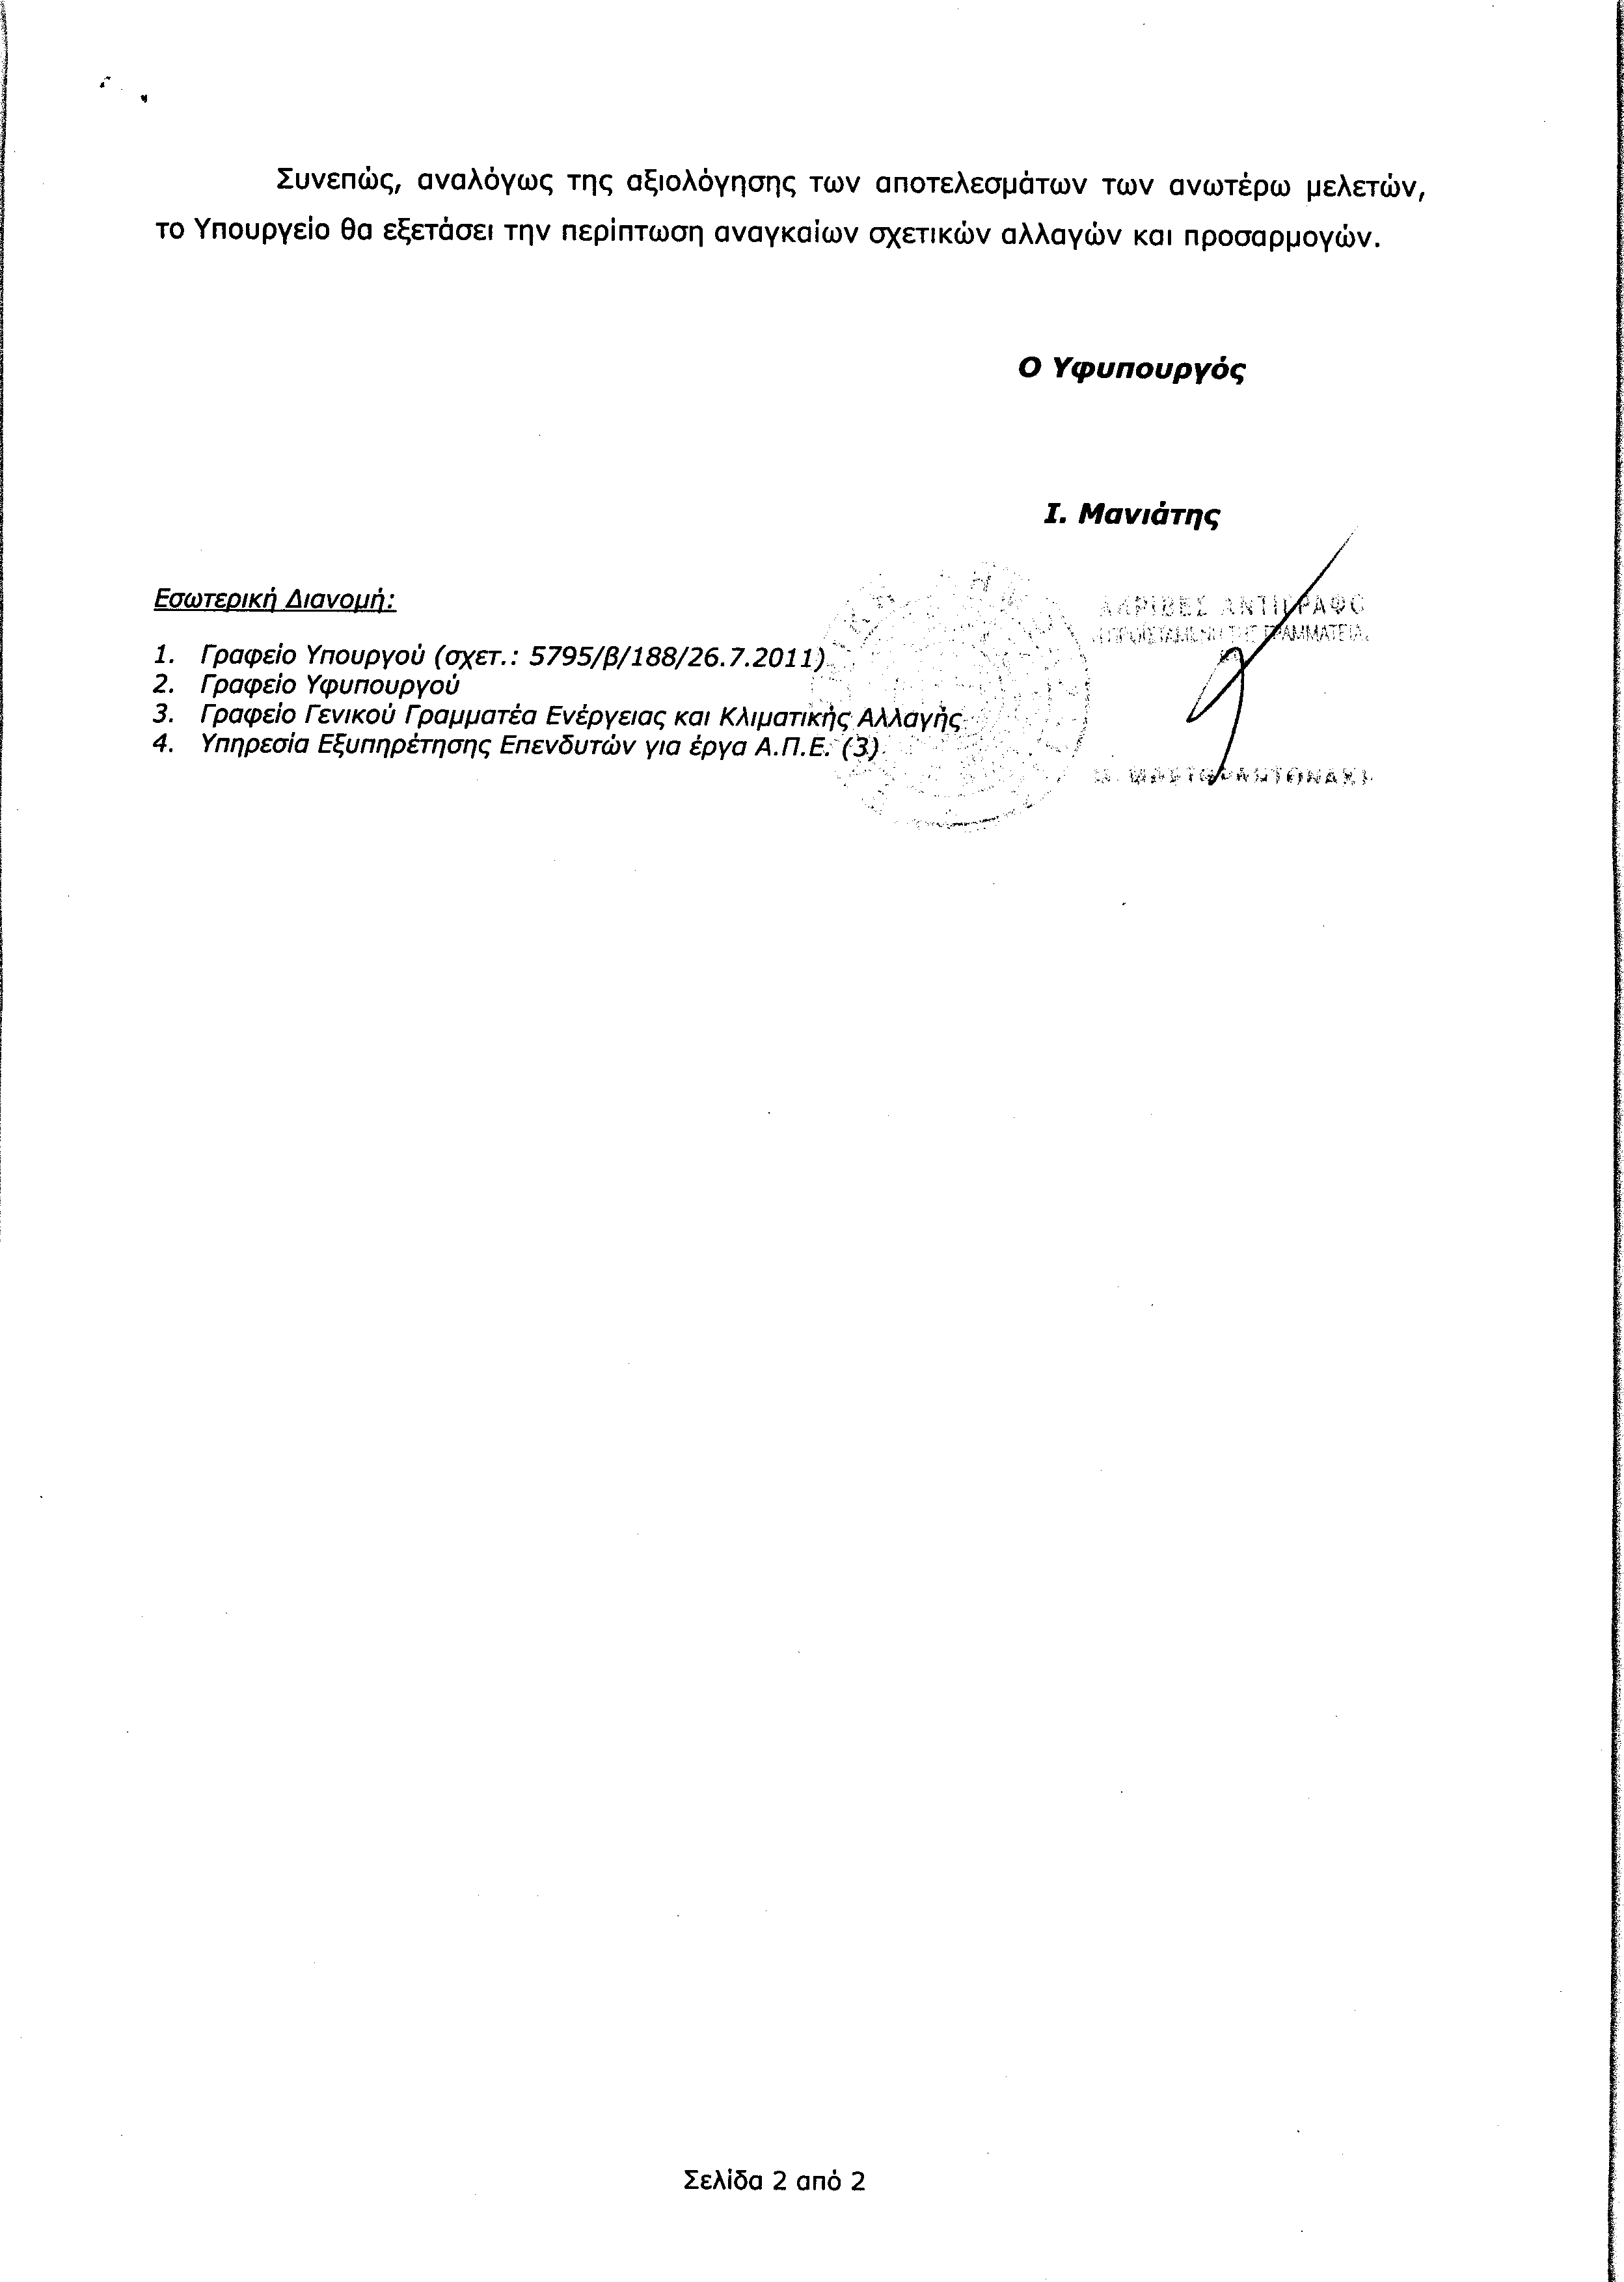 Συνεπώς, αναλόγως της αξιολόγησης των αποτελεσμάτων των ανωτέρω μελετών,
το Υπουργείο θα εξετάσει την περίπτωση αναγκαίων σχετικών αλλαγών και προσαρμογών.
Ο Υφυπουργός
Ι. Μανιάτης
Εσωτερική Διανομή:
ΑΚΡΙΒΕΣ ΑΝΤΙΓΡΑΦΟ
ΓΡΑΜΜΑΤΕΙΑΣ
1. Γραφείο Υπουργού (σχετ.: 5795/β/188/26.7.2011)
2. Γραφείο Υφυπουργού
3. Γραφείο Γενικού Γραμματέα Ενέργειας και Κλιματικής Αλλαγής
4. Υπηρεσία Εξυπηρέτησης Επενδυτών για έργα Α.Π.Ε. (3)
Σελίδα 2 από 2